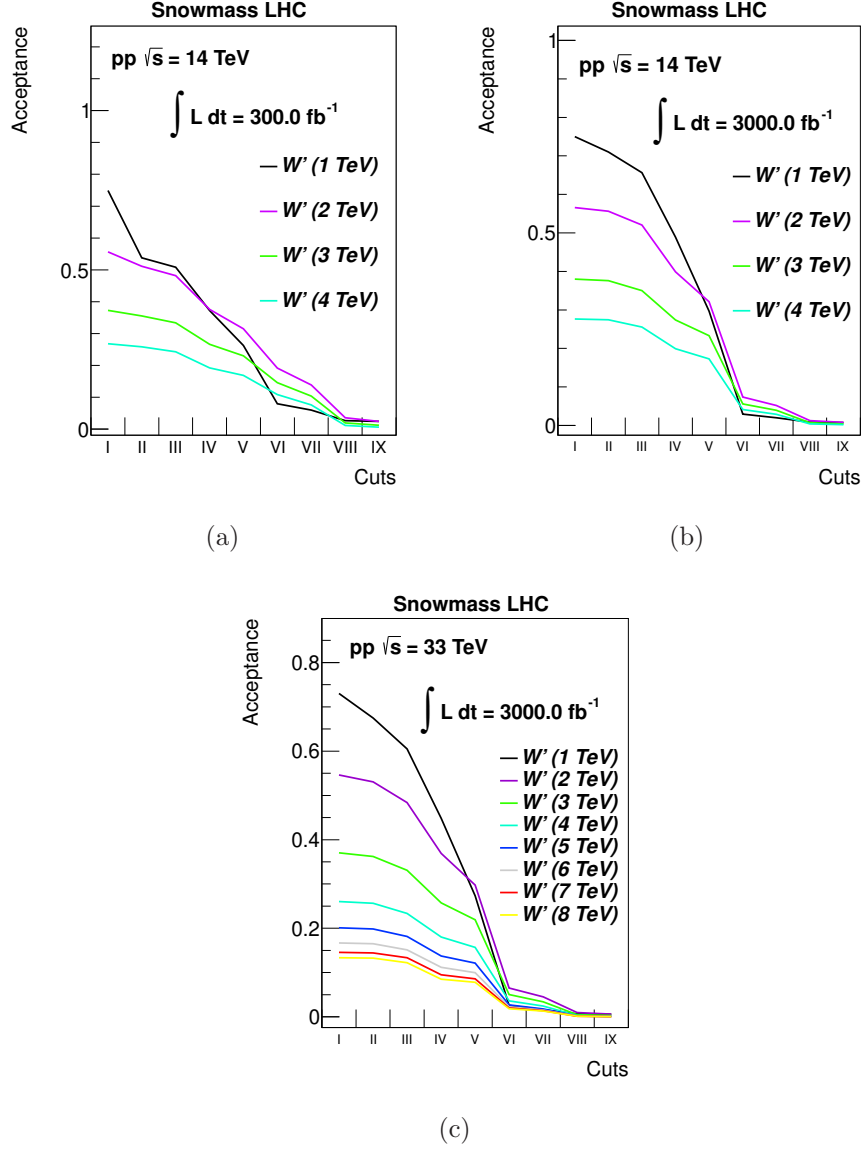 Snowmass LHC
Acceptance
pp √s = 14 TeV
∫ L dt = 300.0 fb⁻¹
W' (1 TeV)
W' (2 TeV)
W' (3 TeV)
W' (4 TeV)
1
0.5
0
I II III IV V VI VII VIII IX
Cuts
(a)
Snowmass LHC
Acceptance
pp √s = 14 TeV
∫ L dt = 3000.0 fb⁻¹
W' (1 TeV)
W' (2 TeV)
W' (3 TeV)
W' (4 TeV)
1
0.5
0
I II III IV V VI VII VIII IX
Cuts
(b)
Snowmass LHC
Acceptance
pp √s = 33 TeV
∫ L dt = 3000.0 fb⁻¹
W' (1 TeV)
W' (2 TeV)
W' (3 TeV)
W' (4 TeV)
W' (5 TeV)
W' (6 TeV)
W' (7 TeV)
W' (8 TeV)
0.8
0.6
0.4
0.2
0
I II III IV V VI VII VIII IX
Cuts
(c)